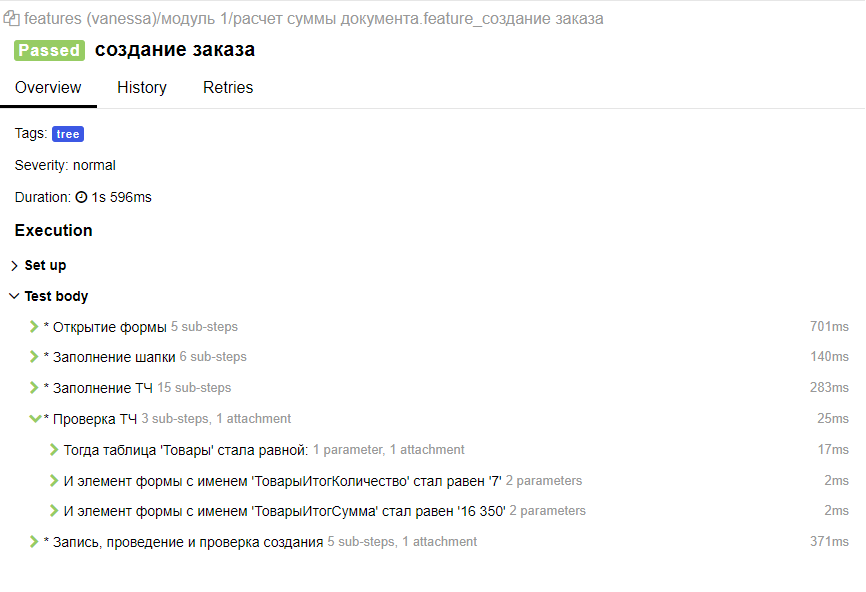 features (vanessa)/модуль 1/расчет суммы документа.feature_создание заказа
Passed создание заказа
Overview History Retries
Tags: tree
Severity: normal
Duration: 1s 596ms
Execution
Set up
Test body
* Открытие формы 5 sub-steps 701ms
* Заполнение шапки 6 sub-steps 140ms
* Заполнение ТЧ 15 sub-steps 283ms
* Проверка ТЧ 3 sub-steps, 1 attachment 25ms
Тогда таблица 'Товары' стала равной: 1 parameter, 1 attachment 17ms
И элемент формы с именем 'ТоварыИтогКоличество' стал равен '7' 2 parameters 2ms
И элемент формы с именем 'ТоварыИтогСумма' стал равен '16 350' 2 parameters 2ms
* Запись, проведение и проверка создания 5 sub-steps, 1 attachment 371ms